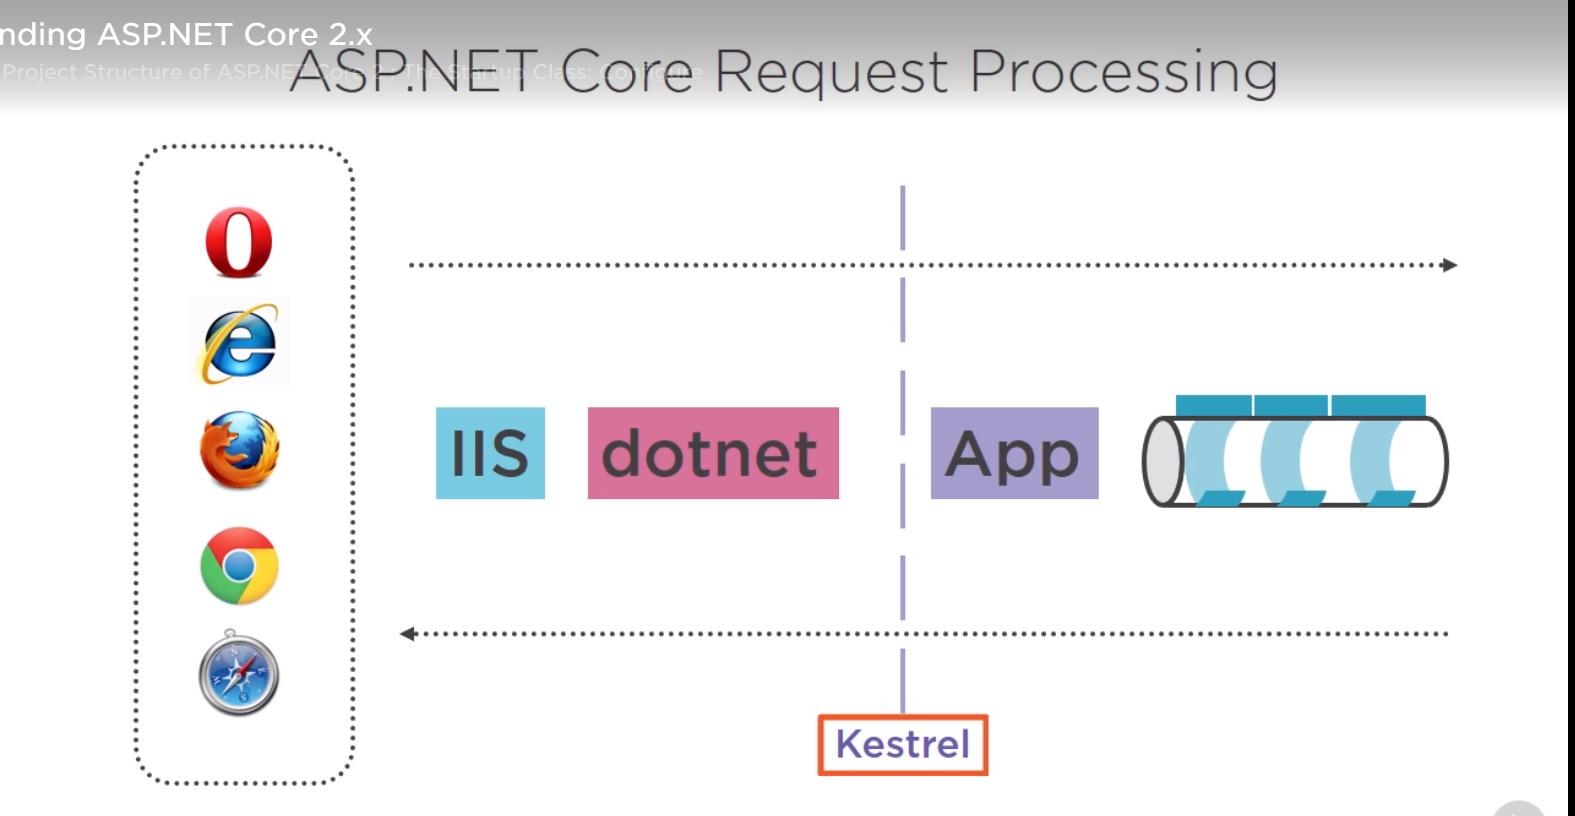 nding ASP.NET Core 2.x
Project Structure of ASP.NET Core 2 : The Startup Class: Configure
ASP.NET Core Request Processing
IIS
dotnet
App
Kestrel